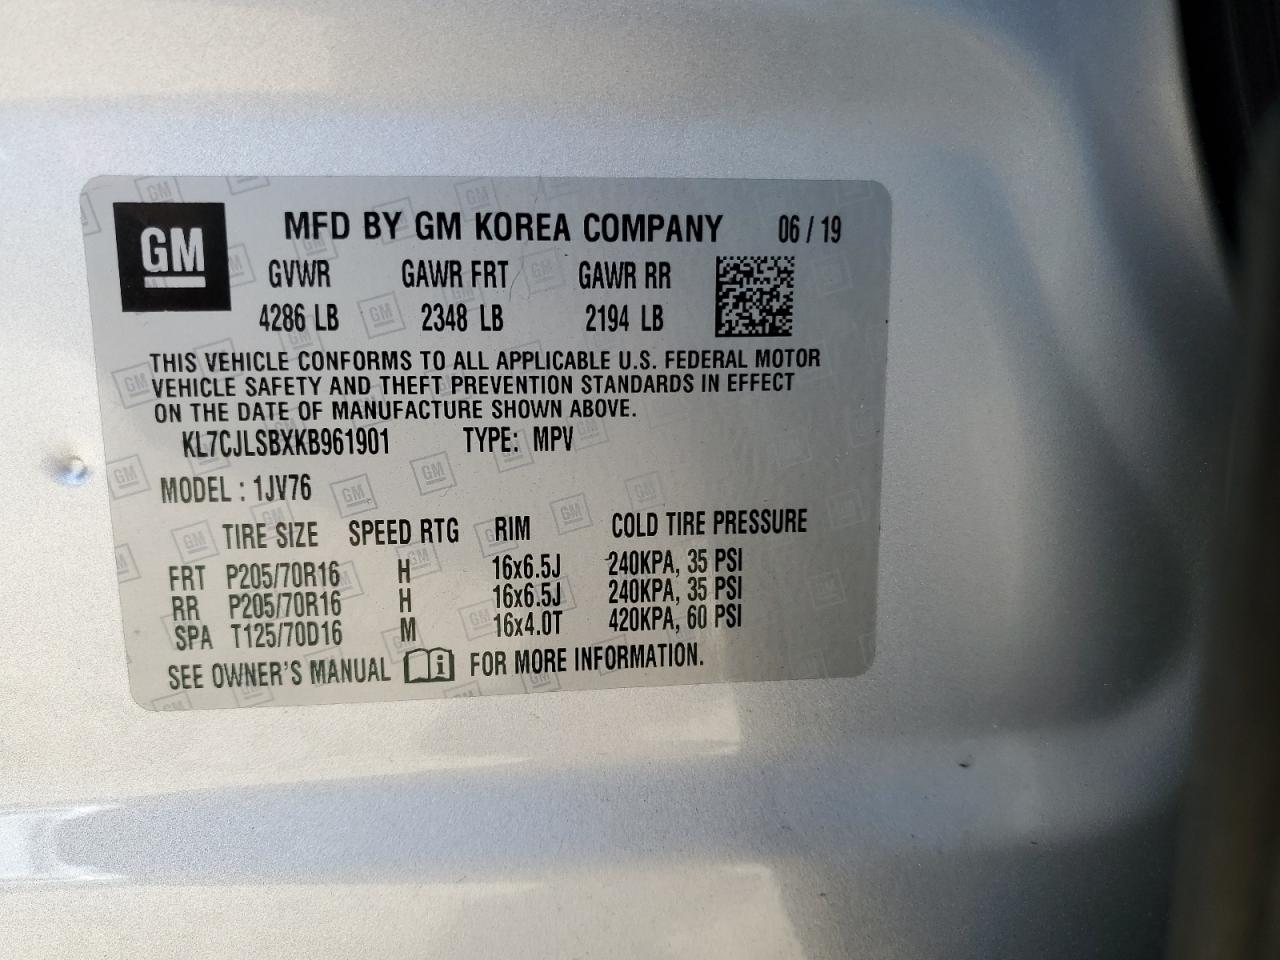 GM
MFD BY GM KOREA COMPANY 06 / 19
GVWR GAWR FRT GAWR RR
4286 LB 2348 LB 2194 LB
THIS VEHICLE CONFORMS TO ALL APPLICABLE U.S. FEDERAL MOTOR
VEHICLE SAFETY AND THEFT PREVENTION STANDARDS IN EFFECT
ON THE DATE OF MANUFACTURE SHOWN ABOVE.
KL7CJLSBXKB961901 TYPE: MPV
MODEL : 1JV76
TIRE SIZE SPEED RTG RIM COLD TIRE PRESSURE
FRT P205/70R16 H 16x6.5J 240KPA, 35 PSI
RR P205/70R16 H 16x6.5J 240KPA, 35 PSI
SPA T125/70D16 M 16x4.0T 420KPA, 60 PSI
SEE OWNER'S MANUAL i FOR MORE INFORMATION.